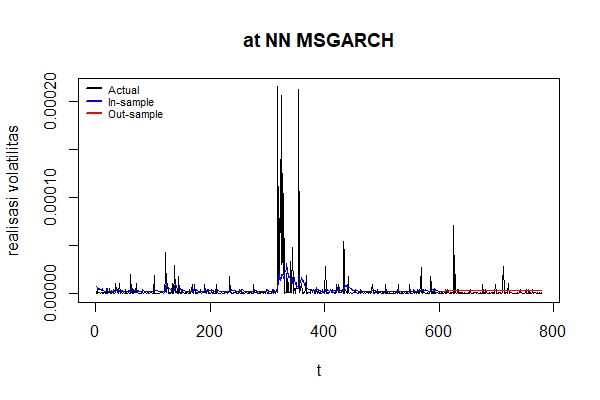 at NN MSGARCH
Actual
In-sample
Out-sample
realisasi volatilitas
0.00020
0.00010
0.00000
0 200 400 600 800
t